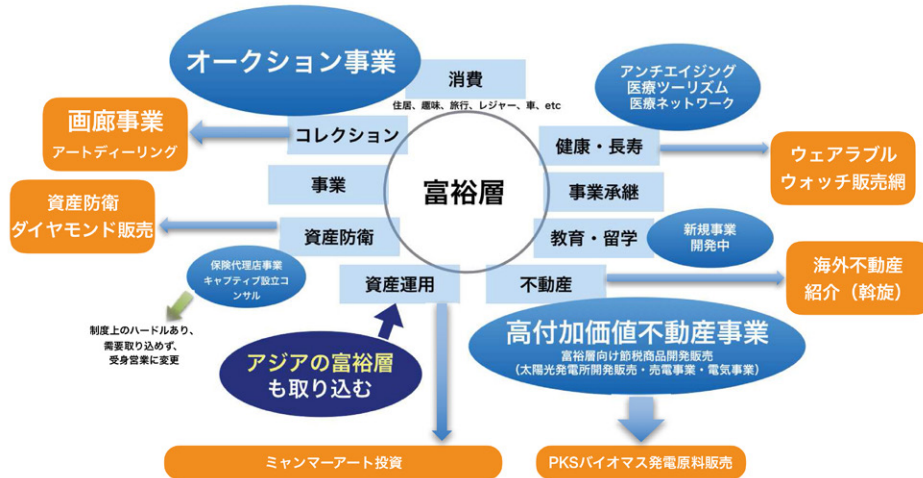 オークション事業
消費
住居、趣味、旅行、レジャー、車、etc
アンチエイジング
医療ツーリズム
医療ネットワーク
画廊事業
アートディーリング
コレクション
健康・長寿
ウェアラブル
ウォッチ販売網
事業
富裕層
事業承継
資産防衛
ダイヤモンド販売
資産防衛
教育・留学
新規事業
開発中
保険代理店事業
キャプティブ設立コ
ンサル
資産運用
不動産
海外不動産
紹介（斡旋）
制度上のハードルあり、
需要取り込めず、
受身営業に変更
アジアの富裕層
も取り込む
高付加価値不動産事業
富裕層向け節税商品開発販売
（太陽光発電所開発販売・売電事業・電気事業）
ミャンマーアート投資
PKSバイオマス発電原料販売